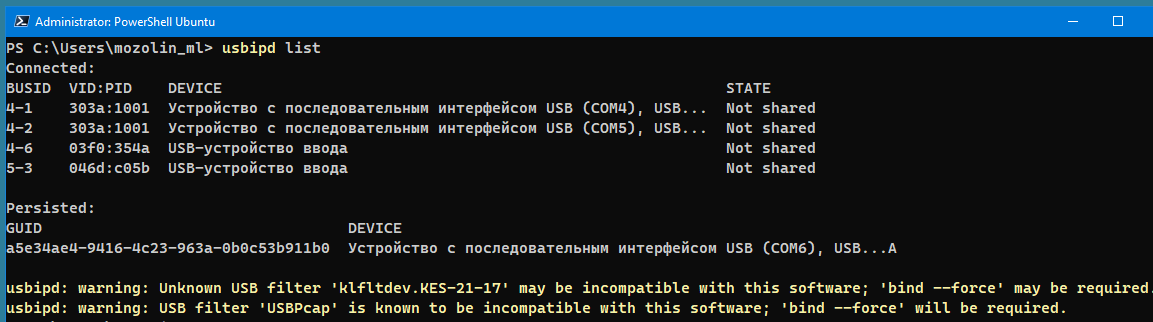 Administrator: PowerShell Ubuntu
PS C:\Users\mozolin_ml> usbipd list
Connected:
BUSID  VID:PID    DEVICE                                                        STATE
4-1    303a:1001  Устройство с последовательным интерфейсом USB (COM4), USB...  Not shared
4-2    303a:1001  Устройство с последовательным интерфейсом USB (COM5), USB...  Not shared
4-6    03f0:354a  USB-устройство ввода                                          Not shared
5-3    046d:c05b  USB-устройство ввода                                          Not shared
Persisted:
GUID                                  DEVICE
a5e34ae4-9416-4c23-963a-0b0c53b911b0  Устройство с последовательным интерфейсом USB (COM6), USB...A
usbipd: warning: Unknown USB filter 'klfltdev.KES-21-17' may be incompatible with this software; 'bind --force' may be required.
usbipd: warning: USB filter 'USBPcap' is known to be incompatible with this software; 'bind --force' will be required.